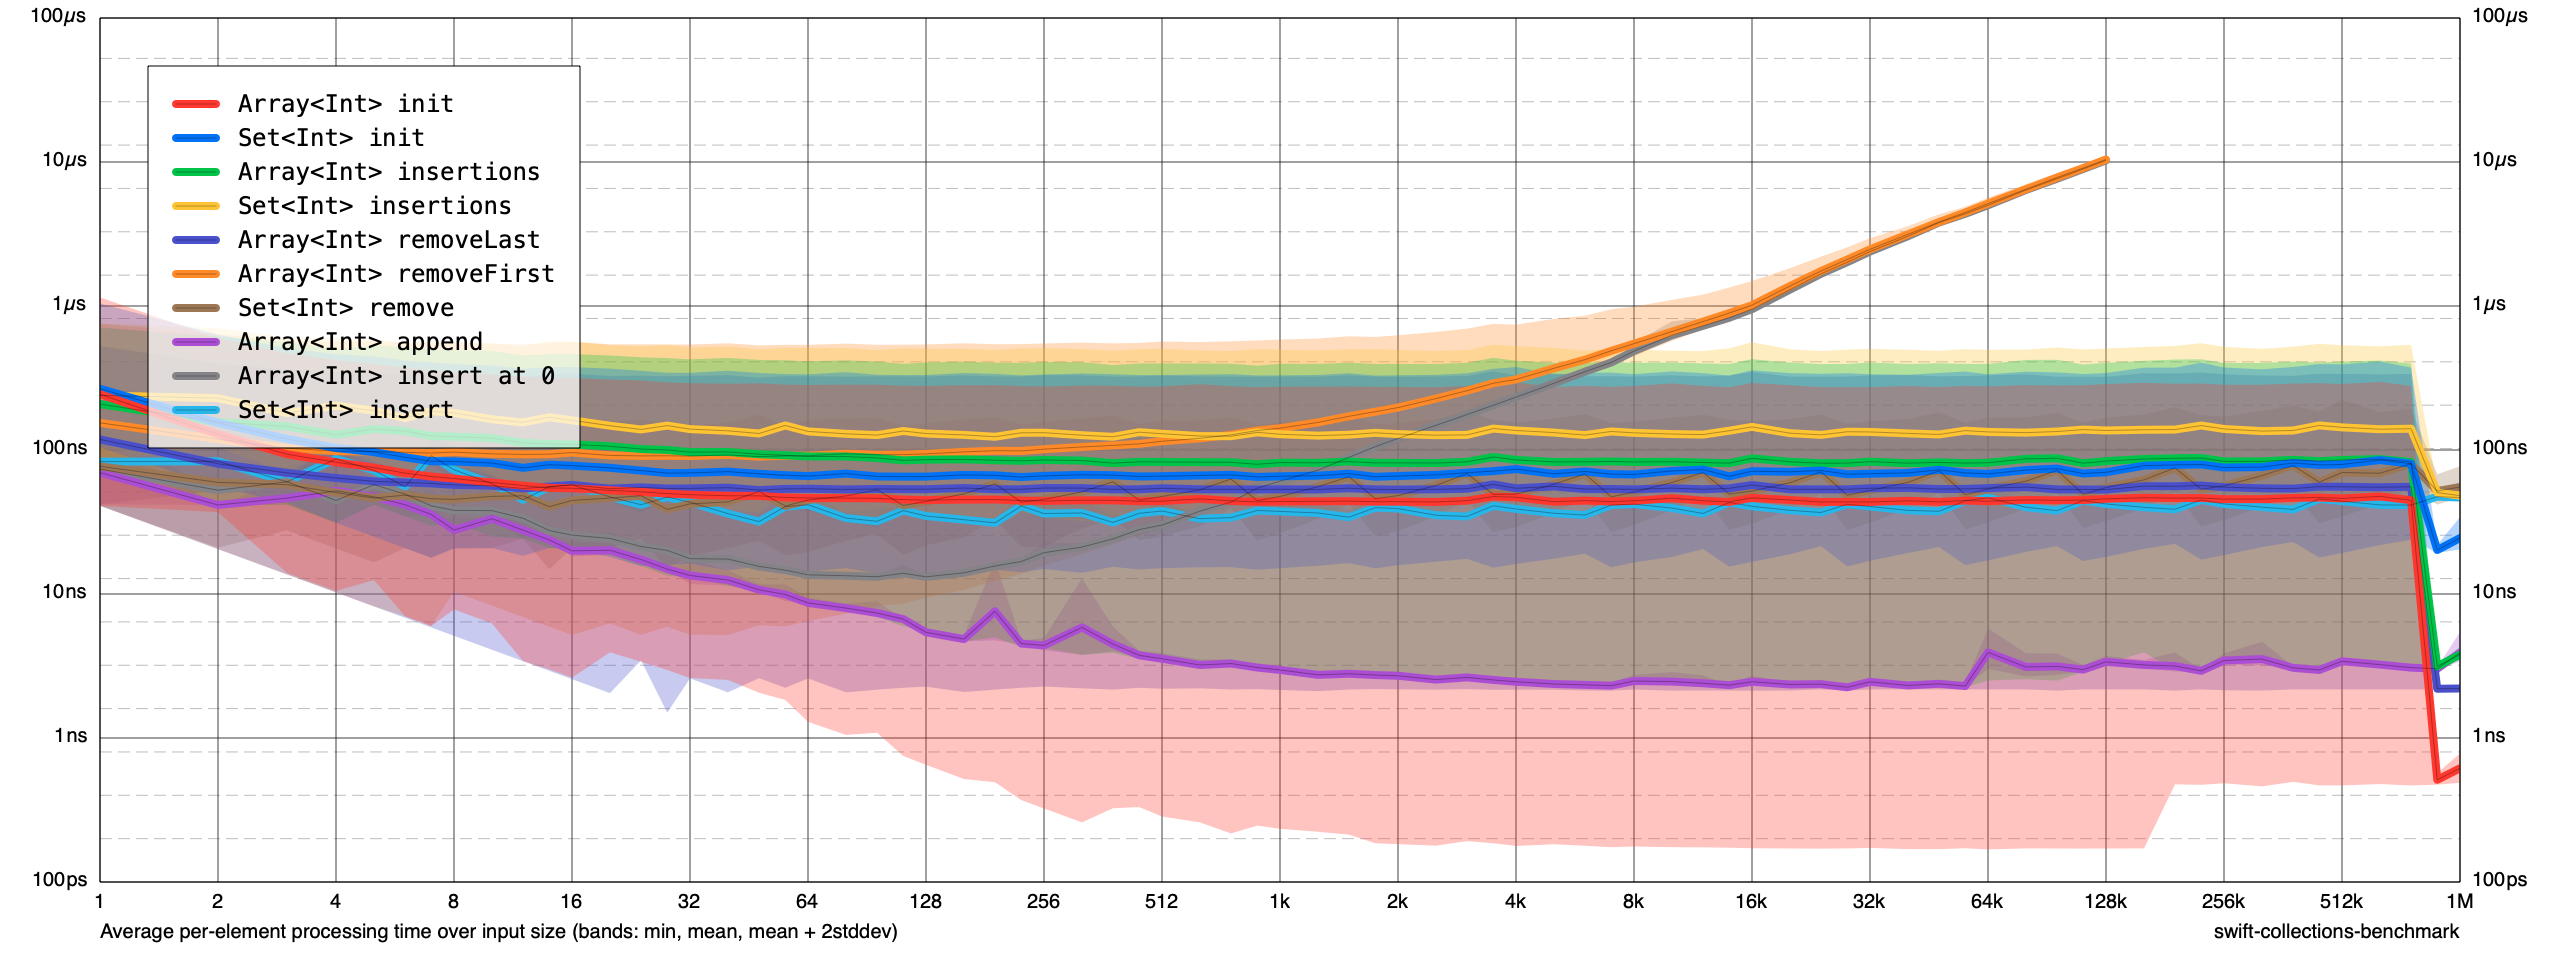 100µs
100µs
Array<Int> init
Set<Int> init
10µs
10µs
Array<Int> insertions
Set<Int> insertions
Array<Int> removeLast
Array<Int> removeFirst
1µs
Set<Int> remove
1µs
Array<Int> append
Array<Int> insert at 0
Set<Int> insert
100ns
100ns
10ns
10ns
1ns
1ns
100ps
100ps
1 2 4 8 16 32 64 128 256 512 1k 2k 4k 8k 16k 32k 64k 128k 256k 512k 1M
Average per-element processing time over input size (bands: min, mean, mean + 2stddev)
swift-collections-benchmark